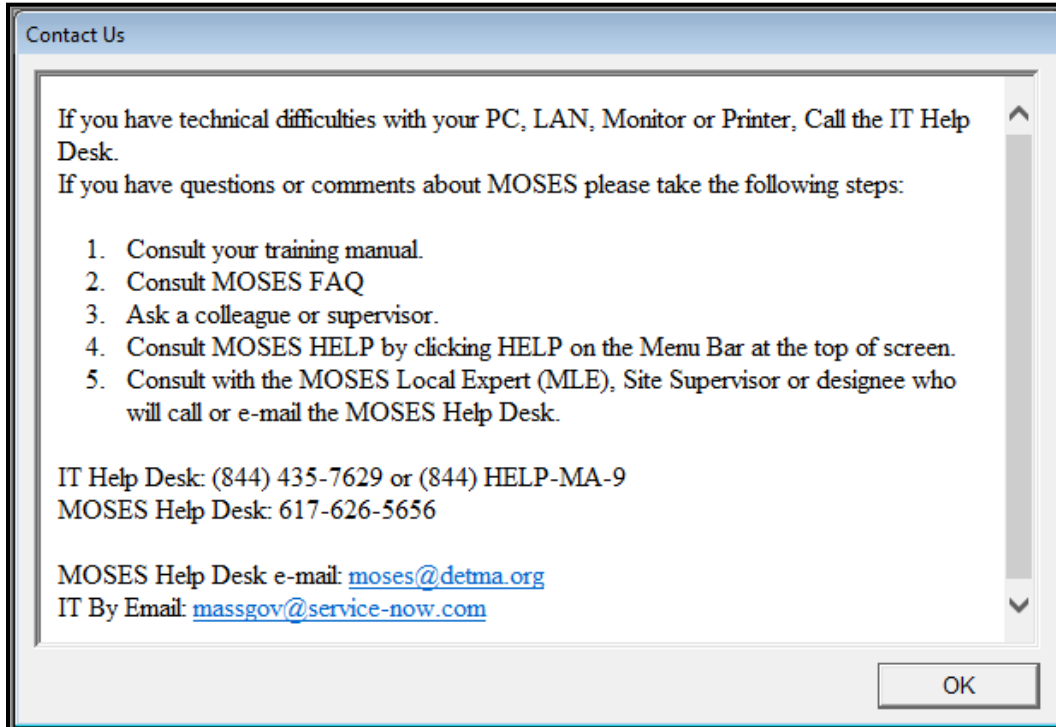 Contact Us
If you have technical difficulties with your PC, LAN, Monitor or Printer, Call the IT Help
Desk.
If you have questions or comments about MOSES please take the following steps:
1. Consult your training manual.
2. Consult MOSES FAQ
3. Ask a colleague or supervisor.
4. Consult MOSES HELP by clicking HELP on the Menu Bar at the top of screen.
5. Consult with the MOSES Local Expert (MLE), Site Supervisor or designee who
will call or e-mail the MOSES Help Desk.
IT Help Desk: (844) 435-7629 or (844) HELP-MA-9
MOSES Help Desk: 617-626-5656
MOSES Help Desk e-mail: moses@detma.org
IT By Email: massgov@service-now.com
OK